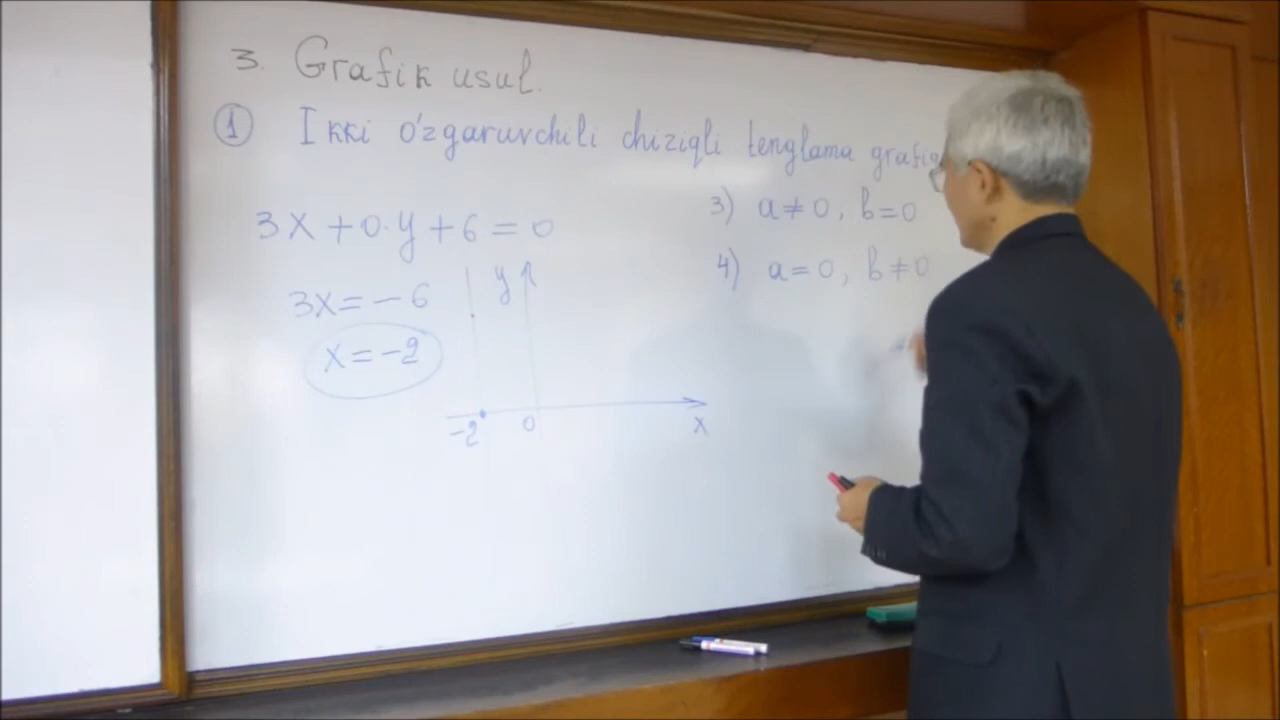 3. Grafik usul.
1 Ikki o'zgaruvchili chiziqli tenglama
3x + 0·y + 6 = 0
3x = -6
x = -2
y
-2 0 x
3) a ≠ 0, b = 0
4) a = 0, b ≠ 0